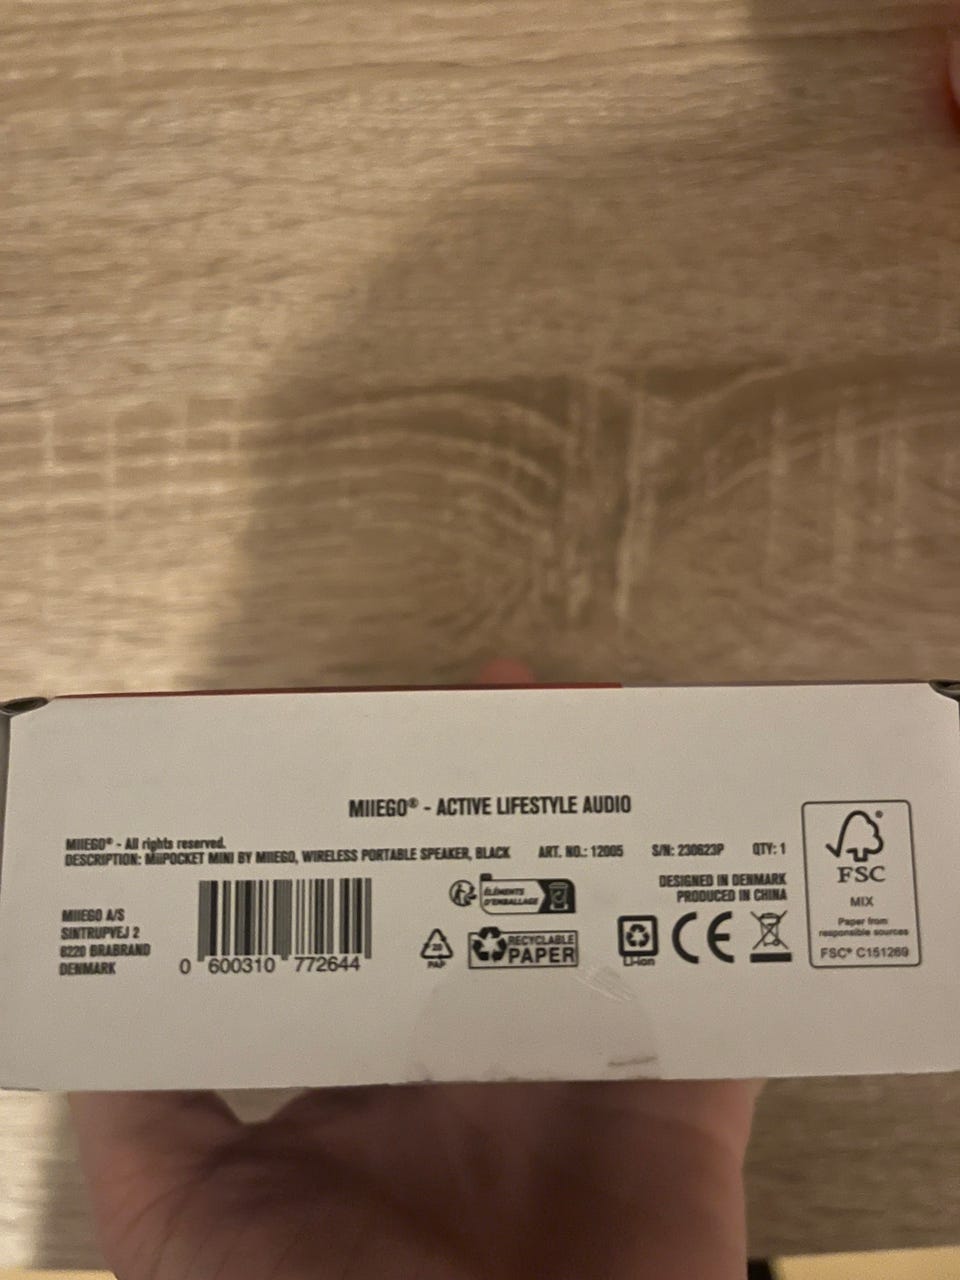 MIIEGO® - ACTIVE LIFESTYLE AUDIO
MIIEGO® - All rights reserved.
DESCRIPTION: MiiPOCKET MINI BY MIIEGO, WIRELESS PORTABLE SPEAKER, BLACK ART. NO.: 12005 S/N: 230623P QTY: 1
MIIEGO A/S
SINTRUPVEJ 2
8220 BRABRAND
DENMARK
0 600310 772644
ÉLÉMENTS
D'EMBALLAGE
20
PAP
RECYCLABLE
PAPER
DESIGNED IN DENMARK
PRODUCED IN CHINA
Li-ion
CE
®
FSC
MIX
Paper from
responsible sources
FSC® C151269